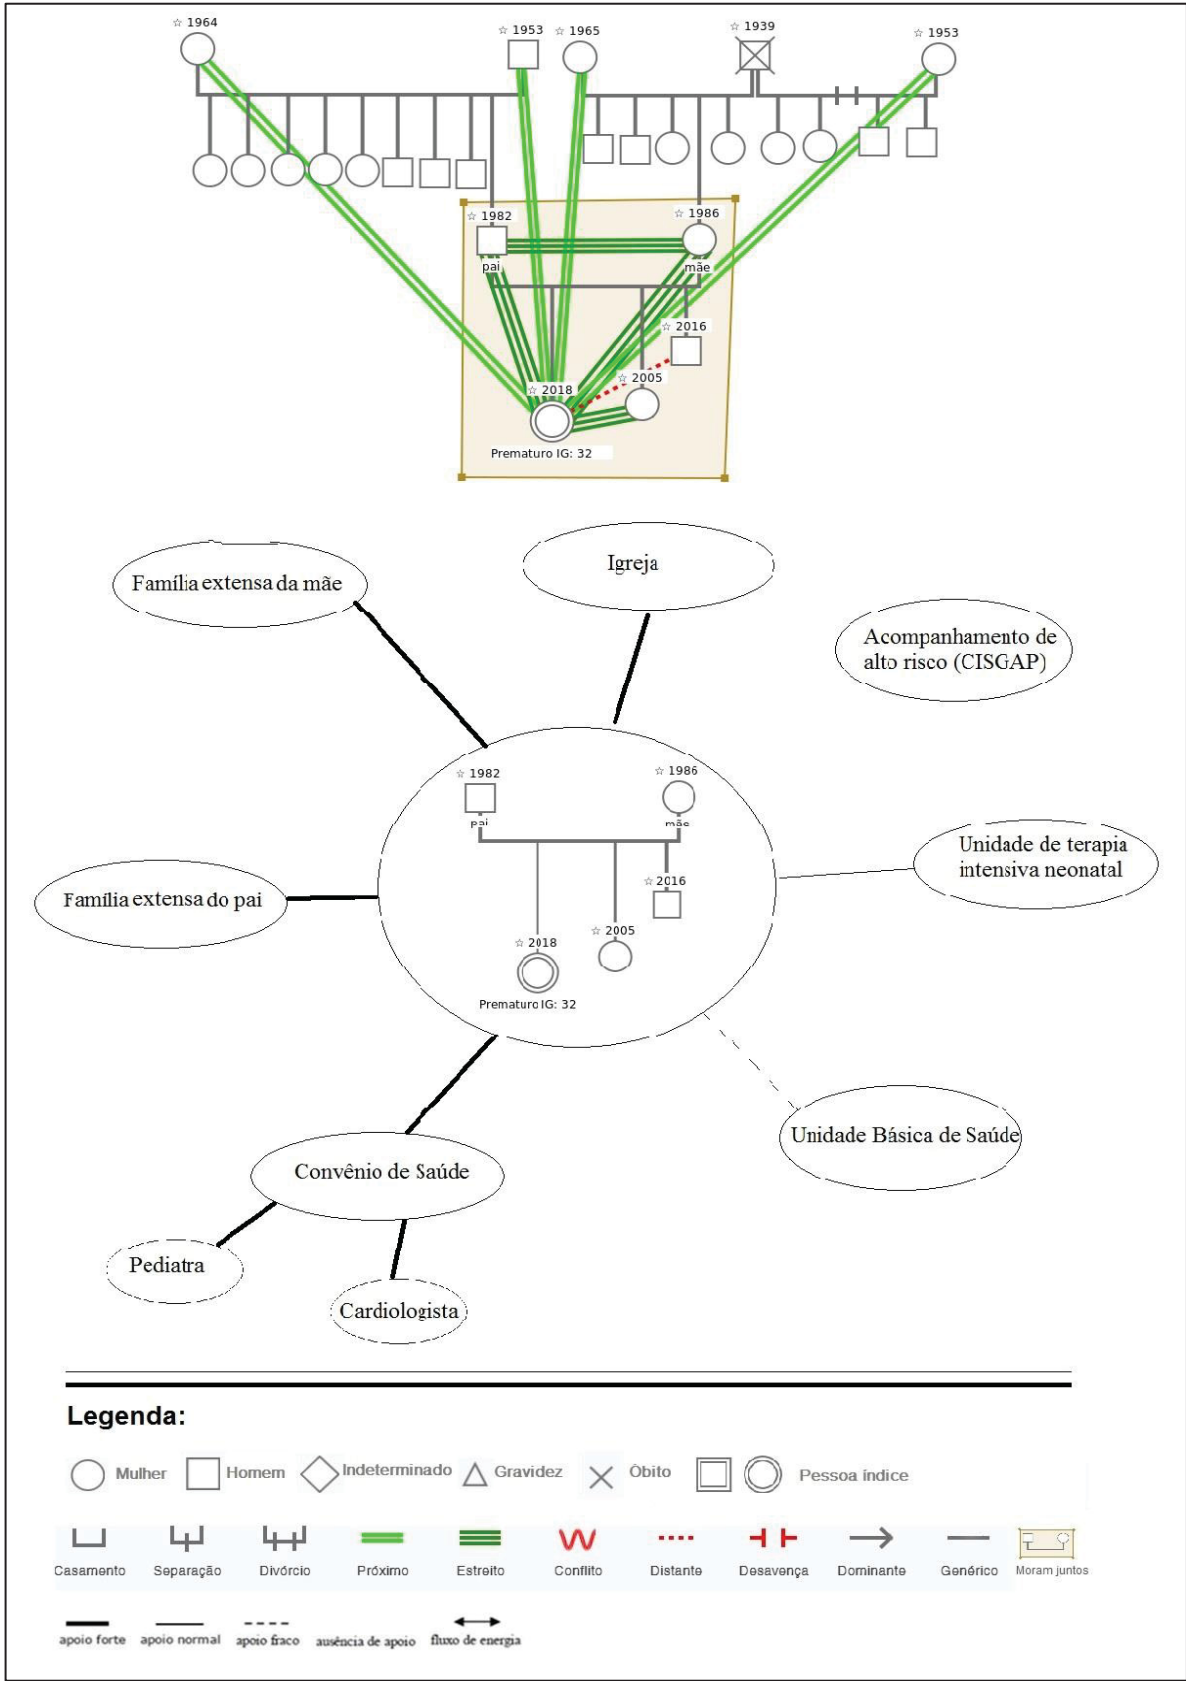 ☆ 1964
☆ 1953
☆ 1965
☆ 1939
☆ 1953
☆ 1982
☆ 1986
pai
mãe
☆ 2016
☆ 2005
☆ 2018
Prematuro IG: 32
Família extensa da mãe
Igreja
Acompanhamento de
alto risco (CISGAP)
☆ 1982
☆ 1986
pai
mãe
Unidade de terapia
intensiva neonatal
☆ 2016
Família extensa do pai
☆ 2005
☆ 2018
Prematuro IG: 32
Unidade Básica de Saúde
Convênio de Saúde
Pediatra
Cardiologista
Legenda:
Mulher Homem Indeterminado Gravidez Óbito Pessoa índice
Casamento Separação Divórcio Próximo Estreito Conflito Distante Desavença Dominante Genérico Moram juntos
apoio forte apoio normal apoio fraco ausência de apoio fluxo de energia